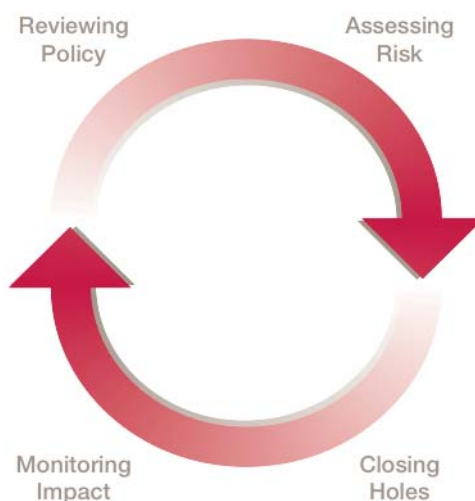 Reviewing
Policy
Assessing
Risk
Monitoring
Impact
Closing
Holes